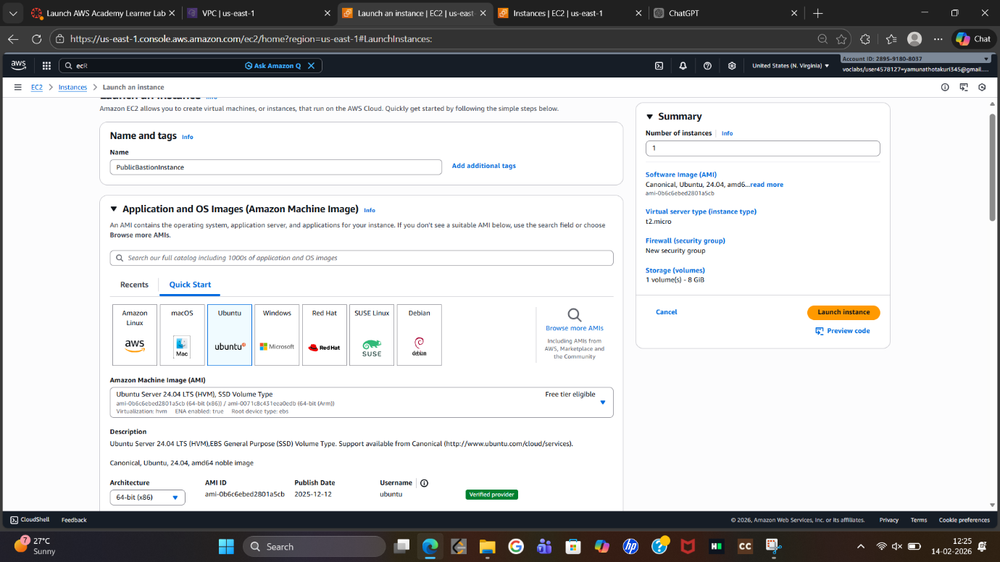 Launch AWS Academy Learner Lab
VPC | us-east-1
Launch an instance | EC2 | us-east-
Instances | EC2 | us-east-1
ChatGPT
https://us-east-1.console.aws.amazon.com/ec2/home?region=us-east-1#LaunchInstances:
Chat
aws
ecR
Ask Amazon Q
United States (N. Virginia)
Account ID: 2895-9180-8037
voclabs/user4578127=yamunathotakuri345@gmail....
EC2
Instances
Launch an instance
Launch an instance Info
Amazon EC2 allows you to create virtual machines, or instances, that run on the AWS Cloud. Quickly get started by following the simple steps below.
Name and tags Info
Name
PublicBastionInstance
Add additional tags
Application and OS Images (Amazon Machine Image) Info
An AMI contains the operating system, application server, and applications for your instance. If you don't see a suitable AMI below, use the search field or choose
Browse more AMIs.
Search our full catalog including 1000s of application and OS images
Recents
Quick Start
Amazon
Linux
aws
macOS
Mac
Ubuntu
ubuntu
Windows
Microsoft
Red Hat
Red Hat
SUSE Linux
SUSE
Debian
debian
Browse more AMIs
Including AMIs from
AWS, Marketplace and
the Community
Amazon Machine Image (AMI)
Ubuntu Server 24.04 LTS (HVM), SSD Volume Type
Free tier eligible
ami-0b6c6ebed2801a5cb (64-bit (x86)) / ami-0071c8c431eea0edb (64-bit (Arm))
Virtualization: hvm ENA enabled: true Root device type: ebs
Description
Ubuntu Server 24.04 LTS (HVM),EBS General Purpose (SSD) Volume Type. Support available from Canonical (http://www.ubuntu.com/cloud/services).
Canonical, Ubuntu, 24.04, amd64 noble image
Architecture
64-bit (x86)
AMI ID
ami-0b6c6ebed2801a5cb
Publish Date
2025-12-12
Username
ubuntu
Verified provider
Summary
Number of instances Info
1
Software Image (AMI)
Canonical, Ubuntu, 24.04, amd6...read more
ami-0b6c6ebed2801a5cb
Virtual server type (instance type)
t2.micro
Firewall (security group)
New security group
Storage (volumes)
1 volume(s) - 8 GiB
Cancel
Launch instance
Preview code
CloudShell
Feedback
© 2026, Amazon Web Services, Inc. or its affiliates.
Privacy
Terms
Cookie preferences
7
27°C
Sunny
Search
hp
CC
12:25
14-02-2026